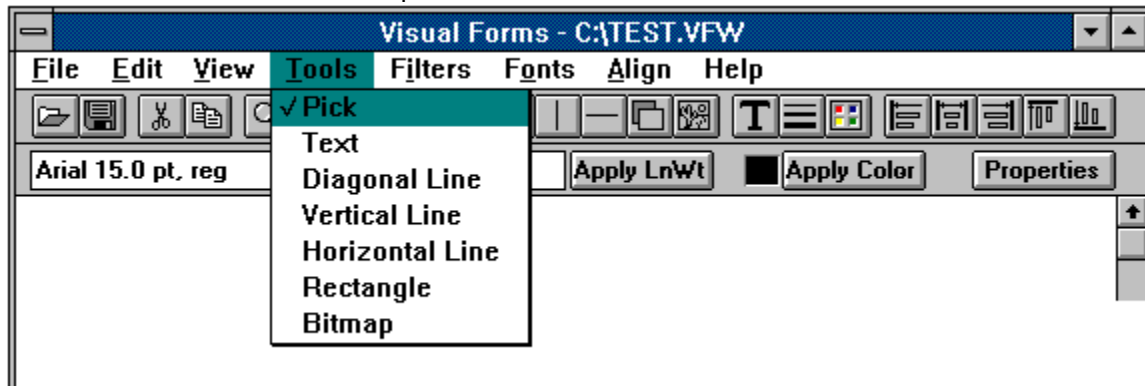 Visual Forms - C:\TEST.VFW
File Edit View Tools Filters Fonts Align Help
T
Arial 15.0 pt, reg Apply LnWt Apply Color Properties
✓ Pick
Text
Diagonal Line
Vertical Line
Horizontal Line
Rectangle
Bitmap